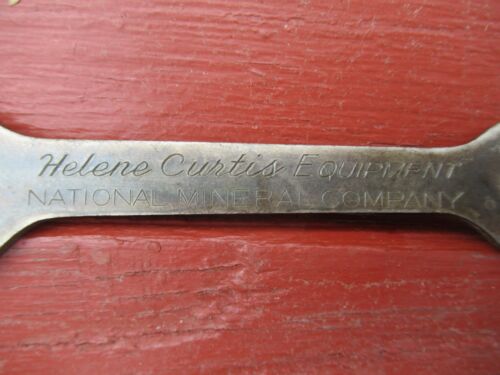 Helene Curtis EQUIPMENT
NATIONAL MINERAL COMPANY